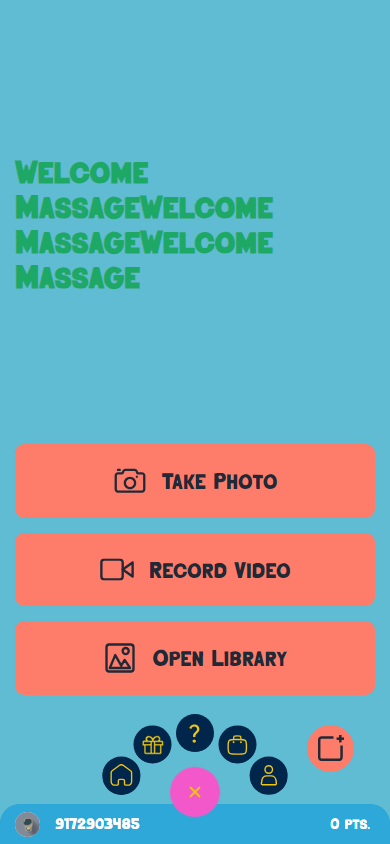 Welcome
MassageWelcome
MassageWelcome
Massage
Take Photo
Record Video
Open Library
?
9172903485
0 pts.